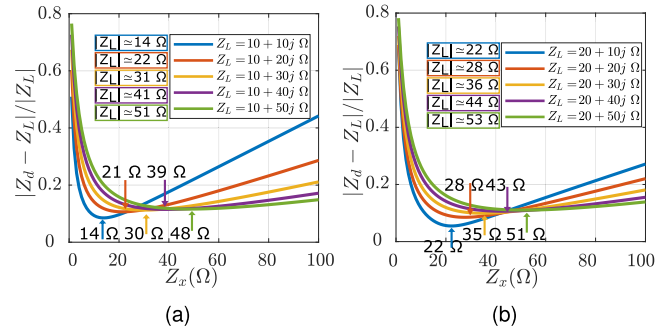 (a)
0.8
0.6
0.4
0.2
0
|Z_d − Z_L|/|Z_L|
|Z_L| ≃14 Ω
|Z_L| ≃22 Ω
|Z_L| ≃31 Ω
|Z_L| ≃41 Ω
|Z_L| ≃51 Ω
Z_L = 10 + 10j Ω
Z_L = 10 + 20j Ω
Z_L = 10 + 30j Ω
Z_L = 10 + 40j Ω
Z_L = 10 + 50j Ω
21 Ω 39 Ω
14 Ω 30 Ω 48 Ω
0 20 40 60 80 100
Z_x(Ω)
(a)
(b)
0.8
0.6
0.4
0.2
0
|Z_d − Z_L|/|Z_L|
|Z_L| ≃22 Ω
|Z_L| ≃28 Ω
|Z_L| ≃36 Ω
|Z_L| ≃44 Ω
|Z_L| ≃53 Ω
Z_L = 20 + 10j Ω
Z_L = 20 + 20j Ω
Z_L = 20 + 30j Ω
Z_L = 20 + 40j Ω
Z_L = 20 + 50j Ω
28 Ω 43 Ω
22 Ω 35 Ω 51 Ω
0 20 40 60 80 100
Z_x(Ω)
(b)